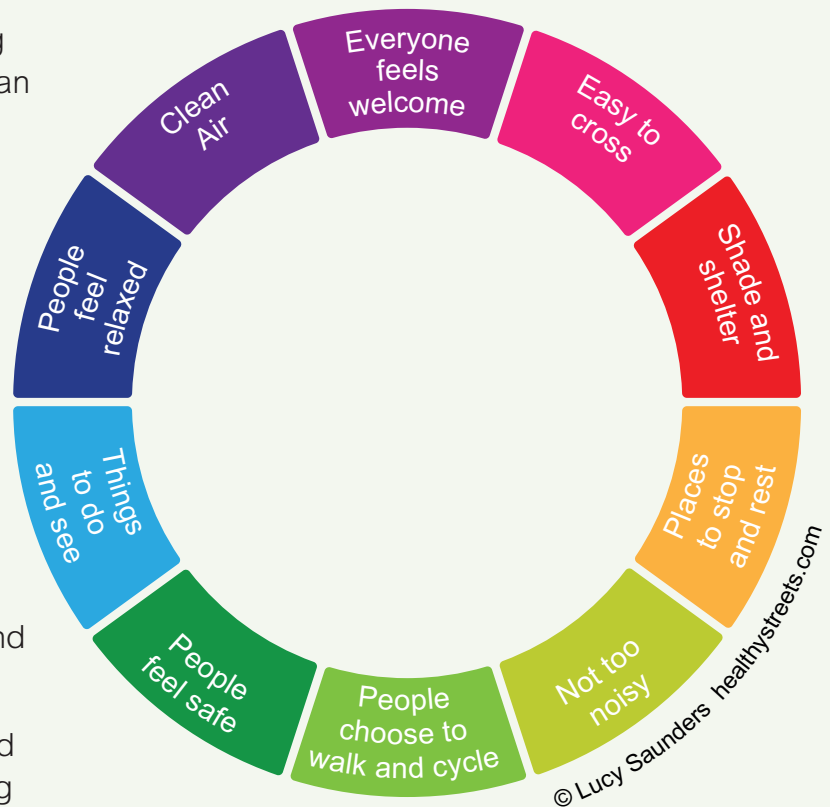 Everyone
feels
welcome
Easy to
cross
Shade and
shelter
Places
to stop
and rest
Not too
noisy
People
choose to
walk and cycle
People
feel safe
Things
to do
and see
People
feel
relaxed
Clean
Air
© Lucy Saunders healthystreets.com